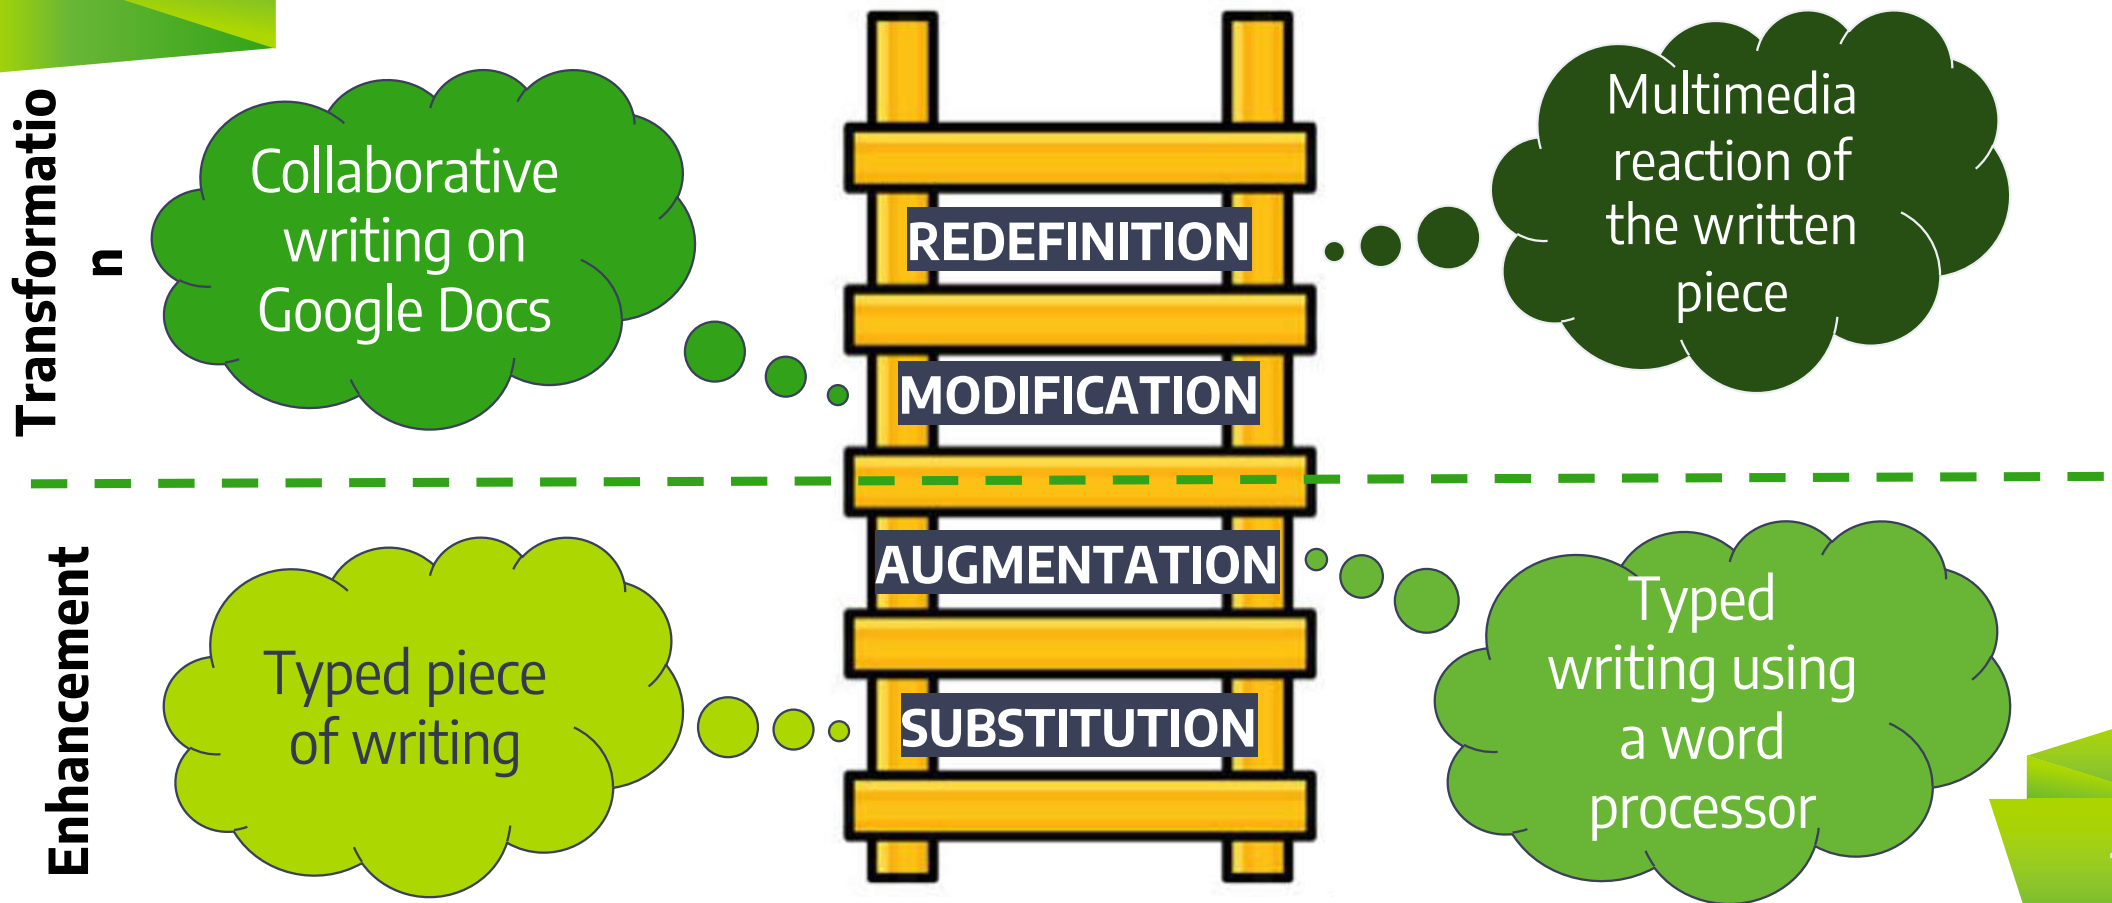 Transformatio
n
Collaborative
writing on
Google Docs
REDEFINITION
Multimedia
reaction of
the written
piece
MODIFICATION
Enhancement
AUGMENTATION
Typed
writing using
a word
processor
Typed piece
of writing
SUBSTITUTION